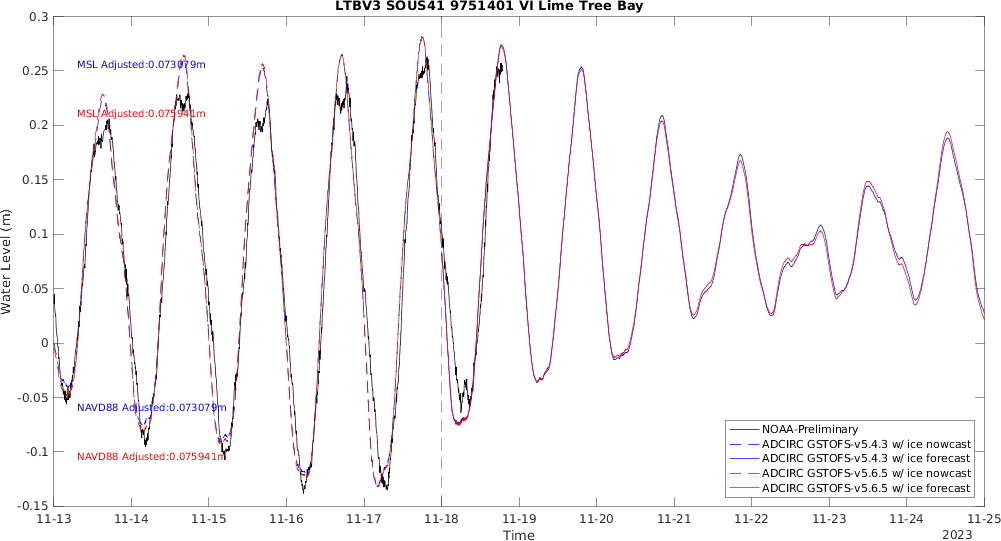 LTBV3 SOUS41 9751401 VI Lime Tree Bay
0.3
0.25
0.2
0.15
0.1
0.05
0
-0.05
-0.1
-0.15
Water Level (m)
MSL Adjusted:0.073079m
MSL Adjusted:0.075941m
NAVD88 Adjusted:0.073079m
NAVD88 Adjusted:0.075941m
NOAA-Preliminary
ADCIRC GSTOFS-v5.4.3 w/ ice nowcast
ADCIRC GSTOFS-v5.4.3 w/ ice forecast
ADCIRC GSTOFS-v5.6.5 w/ ice nowcast
ADCIRC GSTOFS-v5.6.5 w/ ice forecast
11-13 11-14 11-15 11-16 11-17 11-18 11-19 11-20 11-21 11-22 11-23 11-24 11-25
Time
2023